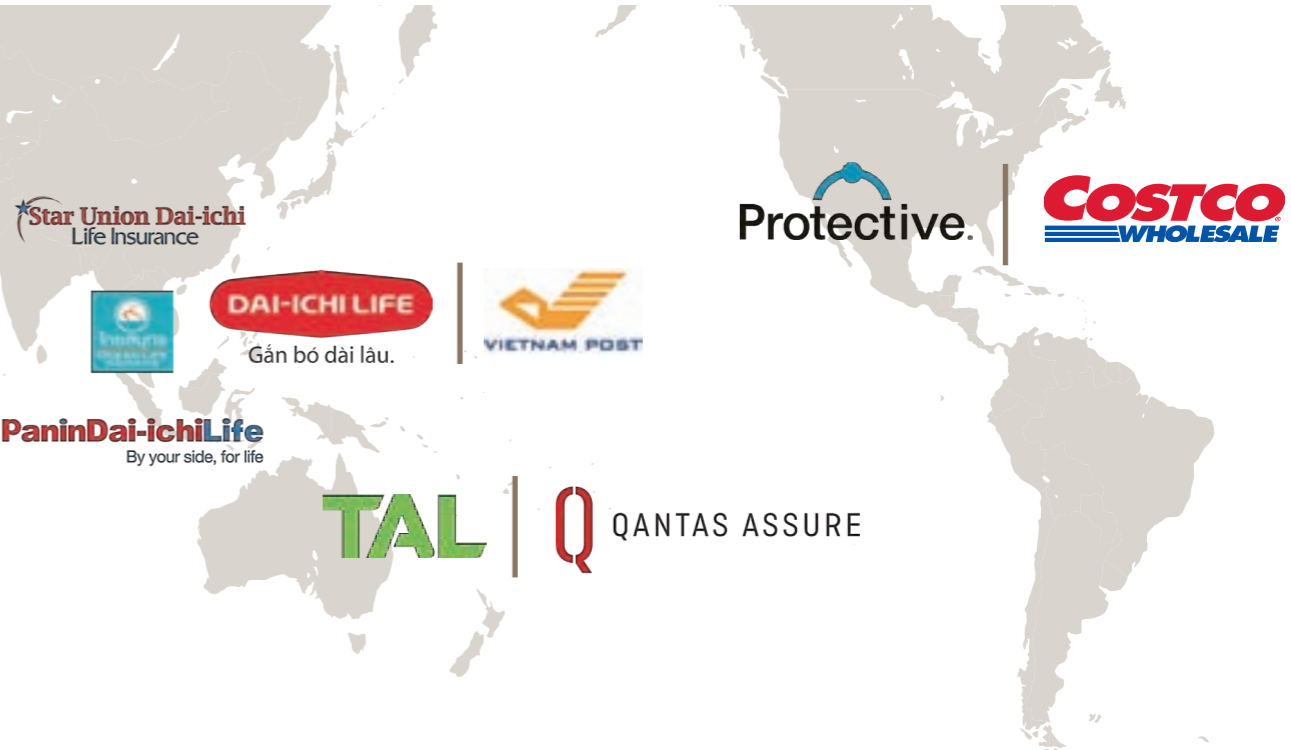 Star Union Dai-ichi
Life Insurance
Protective.
COSTCO
WHOLESALE
DAI-ICHI LIFE
Gắn bó dài lâu.
VIETNAM POST
PaninDai-ichiLife
By your side, for life
TAL
QANTAS ASSURE